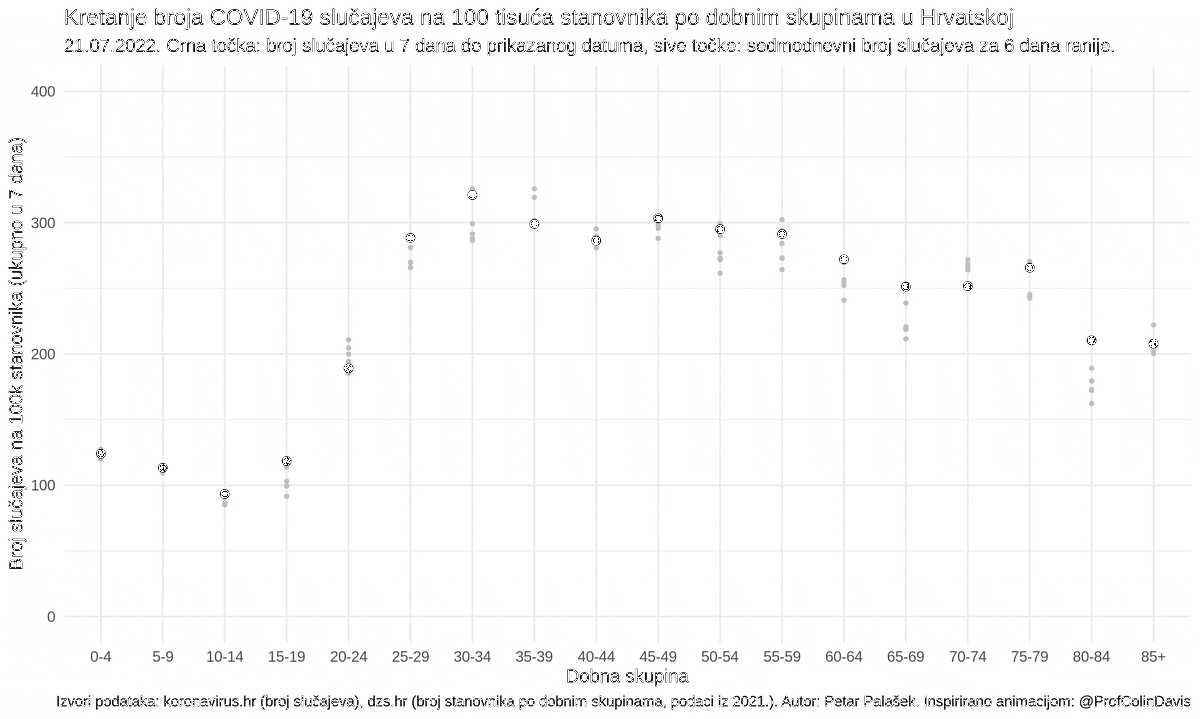 Kretanje broja COVID-19 slučajeva na 100 tisuća stanovnika po dobnim skupinama u Hrvatskoj
21.07.2022. Crna točka: broj slučajeva u 7 dana do prikazanog datuma, sive točke: sedmodnevni broj slučajeva za 6 dana ranije.
Broj slučajeva na 100k stanovnika (ukupno u 7 dana)
400
300
200
100
0
0-4 5-9 10-14 15-19 20-24 25-29 30-34 35-39 40-44 45-49 50-54 55-59 60-64 65-69 70-74 75-79 80-84 85+
Dobna skupina
Izvori podataka: koronavirus.hr (broj slučajeva), dzs.hr (broj stanovnika po dobnim skupinama, podaci iz 2021.). Autor: Petar Palašek. Inspirirano animacijom: @ProfColinDavis